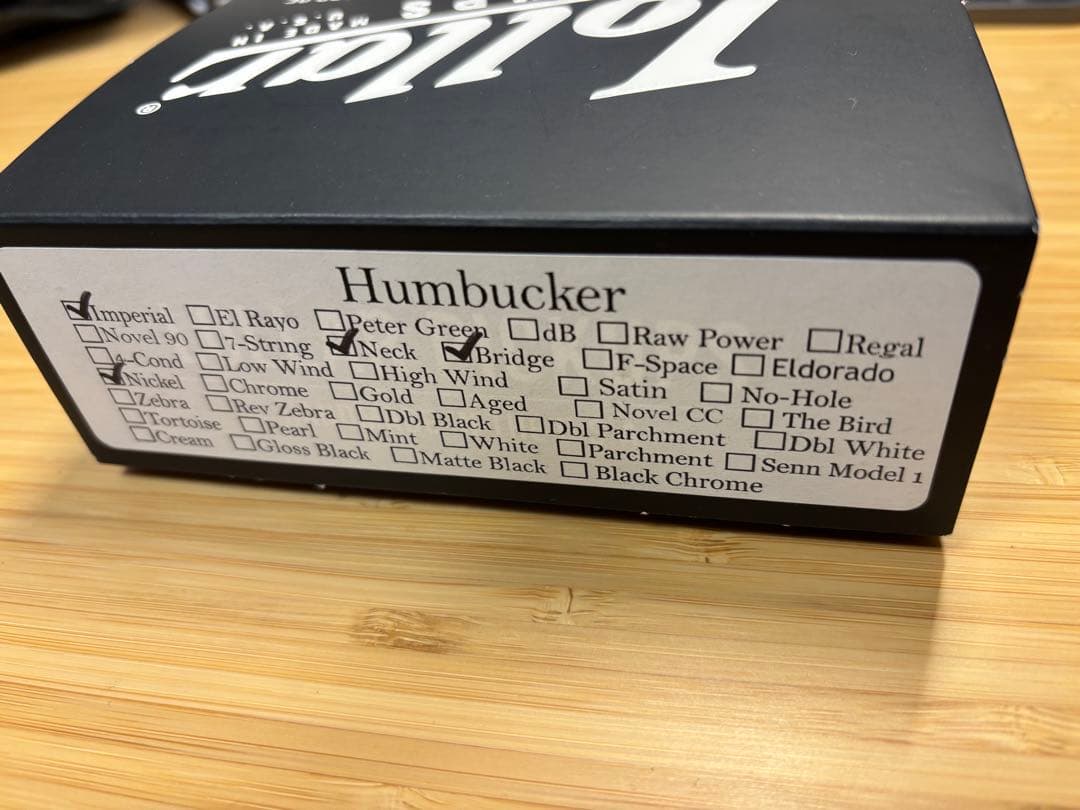 Lollar
®
MADE IN
U.S.A.
Humbucker
☑Imperial ☐El Rayo ☐Peter Green ☐dB ☐Raw Power ☐Regal
☐Novel 90 ☐7-String ☑Neck ☑Bridge ☐F-Space ☐Eldorado
☐4-Cond ☐Low Wind ☐High Wind ☐Satin ☐No-Hole
☑Nickel ☐Chrome ☐Gold ☐Aged ☐Novel CC ☐The Bird
☐Zebra ☐Rev Zebra ☐Dbl Black ☐Dbl Parchment ☐Dbl White
☐Tortoise ☐Pearl ☐Mint ☐White ☐Parchment ☐Senn Model 1
☐Cream ☐Gloss Black ☐Matte Black ☐Black Chrome